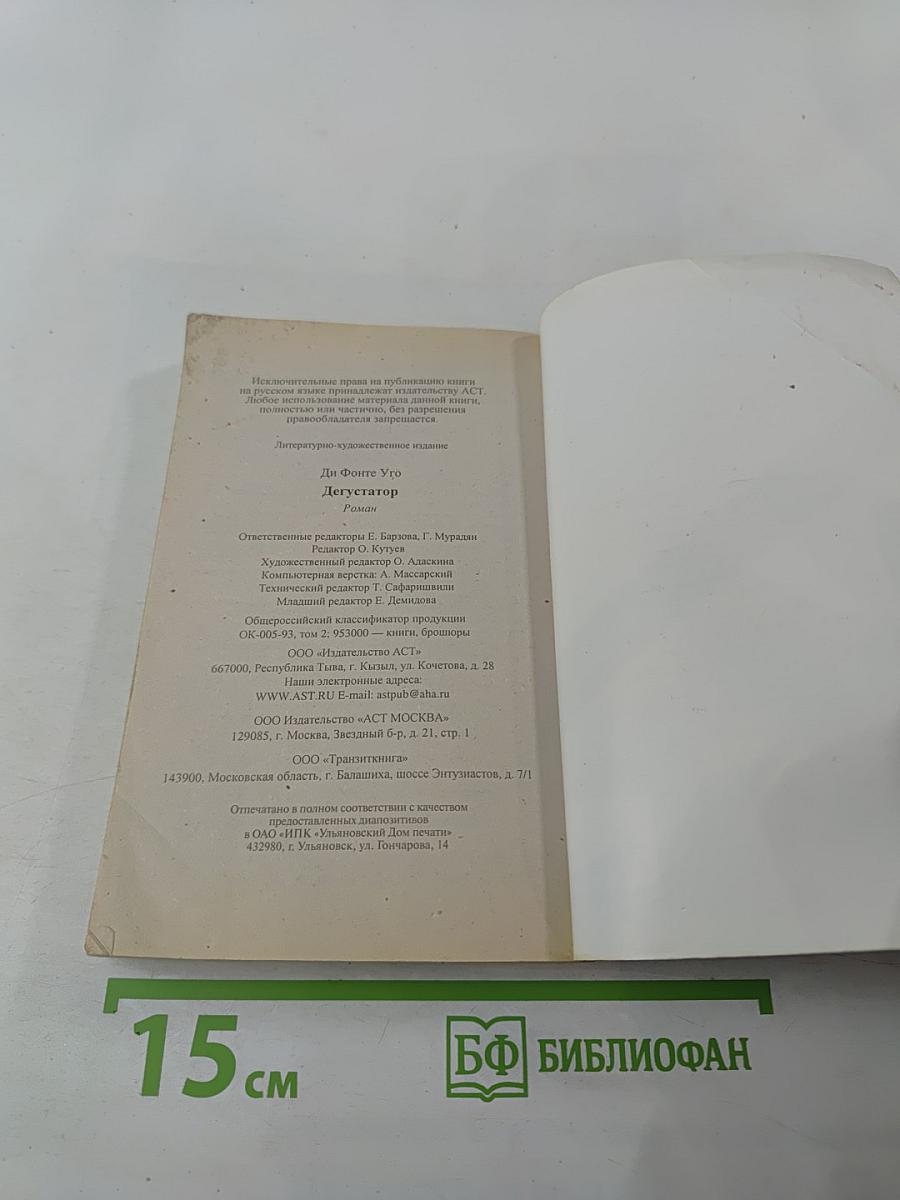 Исключительные права на публикацию книги
на русском языке принадлежат издательству АСТ.
Любое использование материала данной книги,
полностью или частично, без разрешения
правообладателя запрещается.
Литературно-художественное издание
Ди Фонте Уго
Дегустатор
Роман
Ответственные редакторы Е. Барзова, Г. Мурадян
Редактор О. Кутуев
Художественный редактор О. Адаскина
Компьютерная верстка: А. Массарский
Технический редактор Т. Сафаришвили
Младший редактор Е. Демидова
Общероссийский классификатор продукции
ОК-005-93, том 2; 953000 — книги, брошюры
ООО «Издательство АСТ»
667000, Республика Тыва, г. Кызыл, ул. Кочетова, д. 28
Наши электронные адреса:
WWW.AST.RU E-mail: astpub@aha.ru
ООО Издательство «АСТ МОСКВА»
129085, г. Москва, Звездный б-р, д. 21, стр. 1
ООО «Транзиткнига»
143900, Московская область, г. Балашиха, шоссе Энтузиастов, д. 7/1
Отпечатано в полном соответствии с качеством
предоставленных диапозитивов
в ОАО «ИПК «Ульяновский Дом печати»
432980, г. Ульяновск, ул. Гончарова, 14
15 см
БФ БИБЛИОФАН